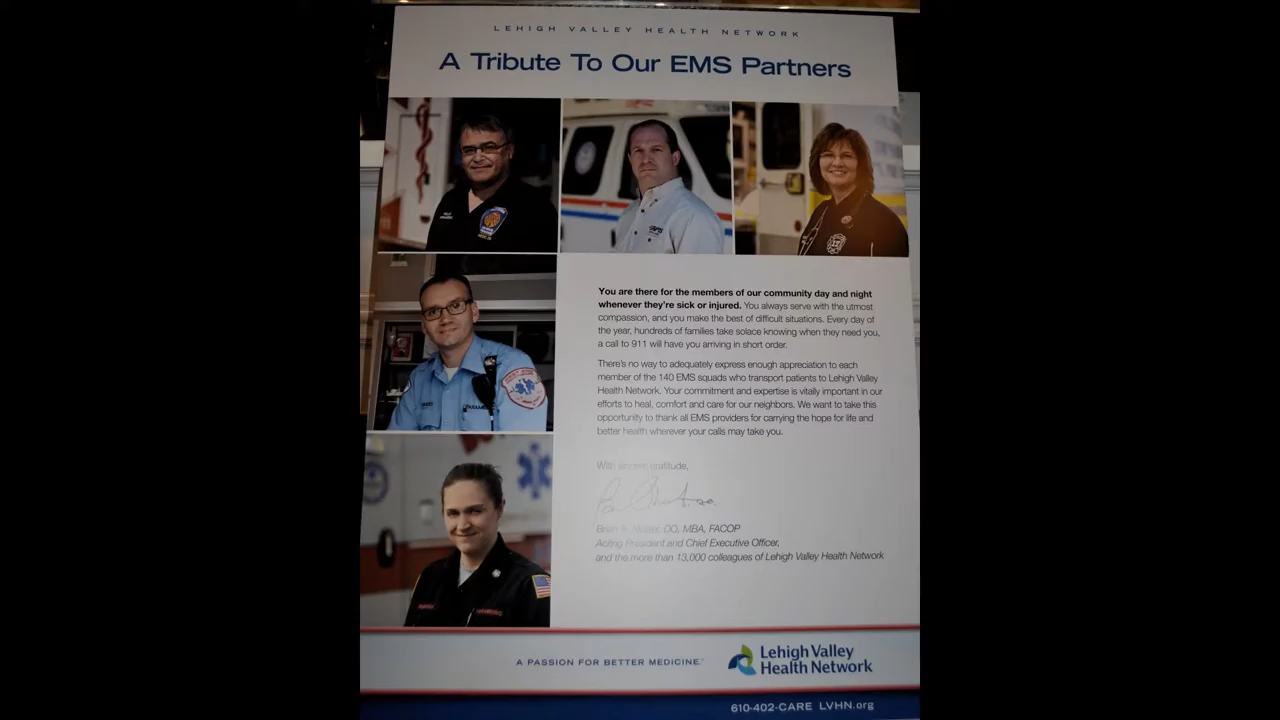 LEHIGH VALLEY HEALTH NETWORK
A Tribute To Our EMS Partners
You are there for the members of our community day and night
whenever they're sick or injured. You always serve with the utmost
compassion, and you make the best of difficult situations. Every day of
the year, hundreds of families take solace knowing when they need you,
a call to 911 will have you arriving in short order.
There's no way to adequately express enough appreciation to each
member of the 140 EMS squads who transport patients to Lehigh Valley
Health Network. Your commitment and expertise is vitally important in our
efforts to heal, comfort and care for our neighbors. We want to take this
opportunity to thank all EMS providers for carrying the hope for life and
better health wherever your calls may take you.
With sincere gratitude,
Brian A. Nester, DO, MBA, FACOP
Acting President and Chief Executive Officer,
and the more than 13,000 colleagues of Lehigh Valley Health Network
A PASSION FOR BETTER MEDICINE.™
Lehigh Valley
Health Network
610-402-CARE LVHN.org